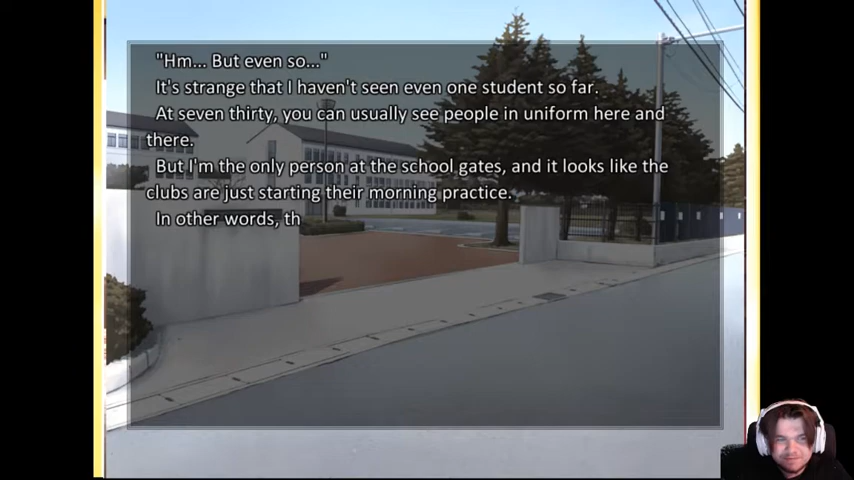 "Hm... But even so..."
It's strange that I haven't seen even one student so far.
At seven thirty, you can usually see people in uniform here and
there.
But I'm the only person at the school gates, and it looks like the
clubs are just starting their morning practice.
In other words, th